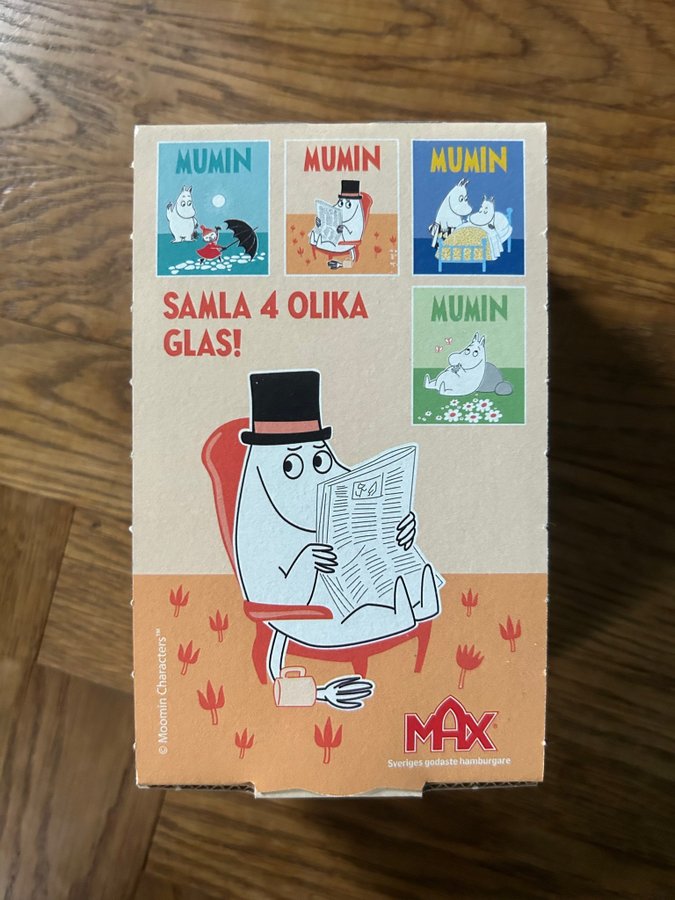 MUMIN
MUMIN
MUMIN
SAMLA 4 OLIKA
GLAS!
MUMIN
© Moomin Characters™
MAX®
Sveriges godaste hamburgare